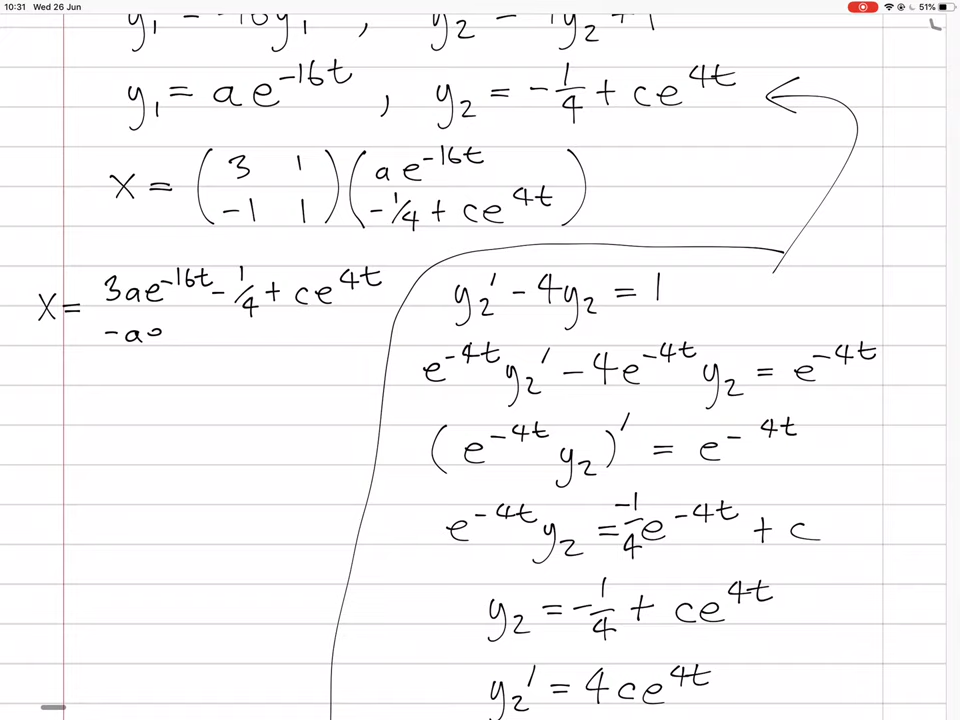 10:31 Wed 26 Jun 51%
y₁ = ae^(-16t) , y₂ = -1/4 + ce^(4t)
X = (3 1; -1 1)(ae^(-16t); -1/4 + ce^(4t))
X = 3ae^(-16t) - 1/4 + ce^(4t)
-ae
y₂' - 4y₂ = 1
e^(-4t) y₂' - 4e^(-4t) y₂ = e^(-4t)
(e^(-4t) y₂)' = e^(-4t)
e^(-4t) y₂ = -1/4 e^(-4t) + c
y₂ = -1/4 + ce^(4t)
y₂' = 4ce^(4t)